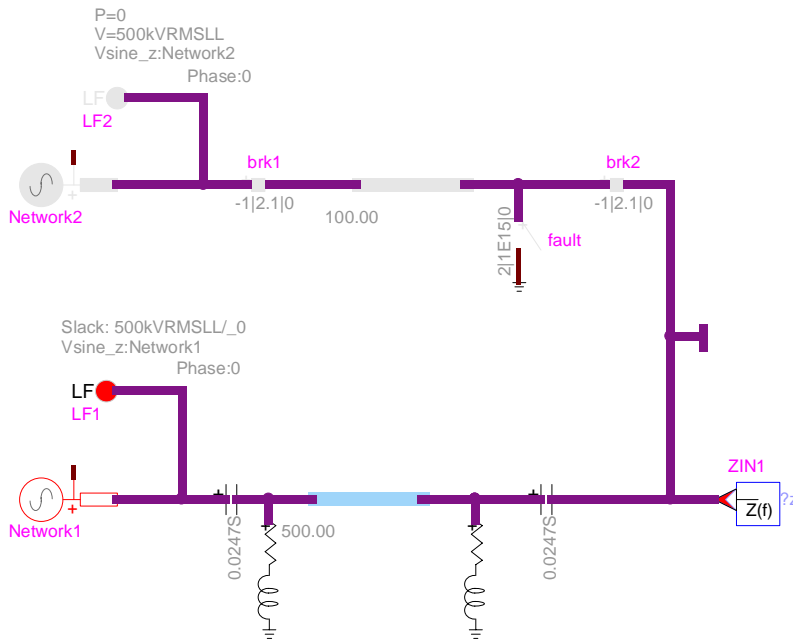 P=0
V=500kVRMSLL
Vsine_z:Network2
Phase:0
LF
LF2
brk1
brk2
Network2
-1|2.1|0
100.00
-1|2.1|0
2|1E15|0
fault
Slack: 500kVRMSLL/_0
Vsine_z:Network1
Phase:0
LF
LF1
ZIN1
Network1
0.0247S
500.00
0.0247S
Z(f)
?z